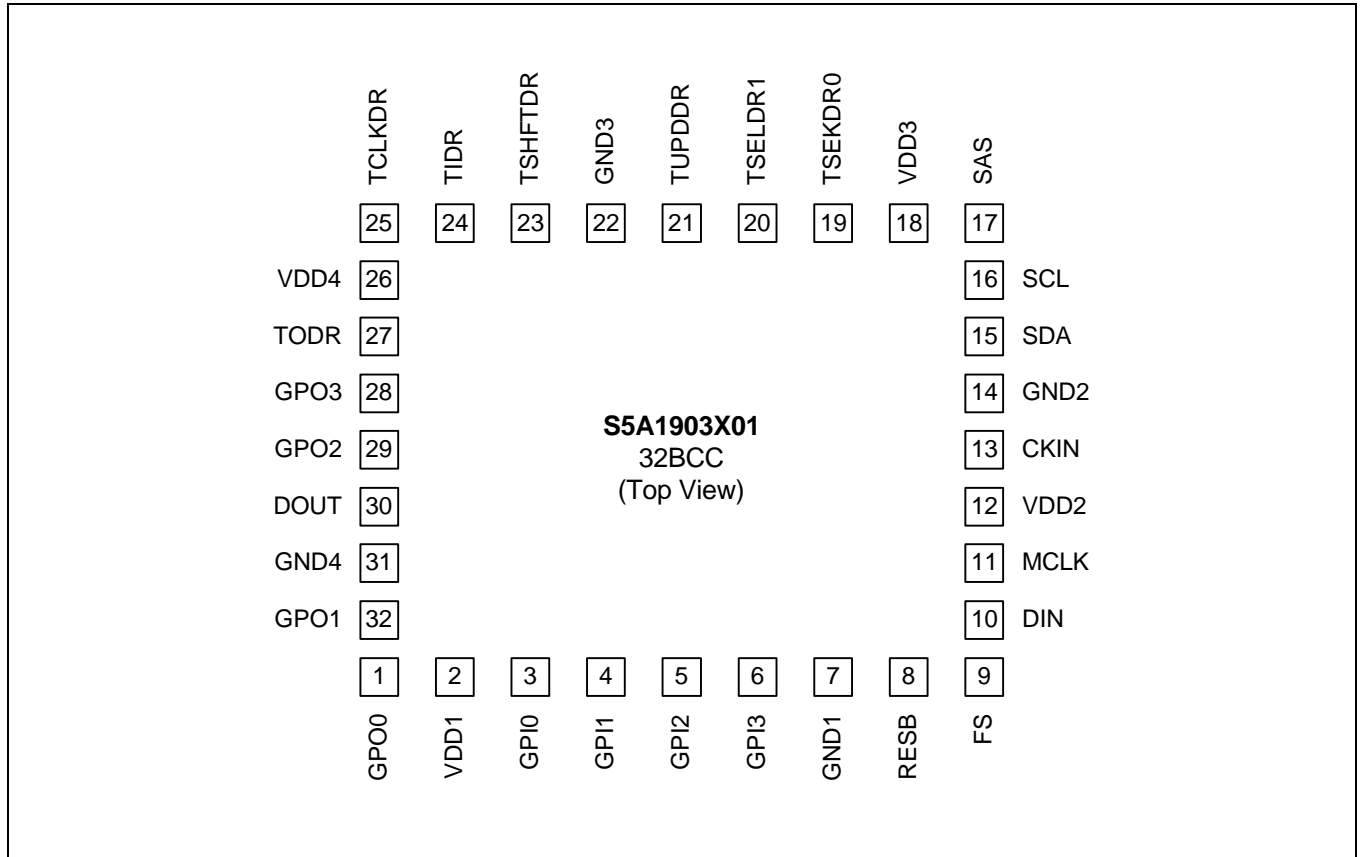 TCLKDR TIDR TSHFTDR GND3 TUPDDR TSELDR1 TSEKDR0 VDD3 SAS
25 24 23 22 21 20 19 18 17
VDD4 26 16 SCL
TODR 27 15 SDA
GPO3 28 14 GND2
GPO2 29 13 CKIN
DOUT 30 12 VDD2
GND4 31 11 MCLK
GPO1 32 10 DIN
S5A1903X01
32BCC
(Top View)
1 2 3 4 5 6 7 8 9
GPO0 VDD1 GPI0 GPI1 GPI2 GPI3 GND1 RESB FS